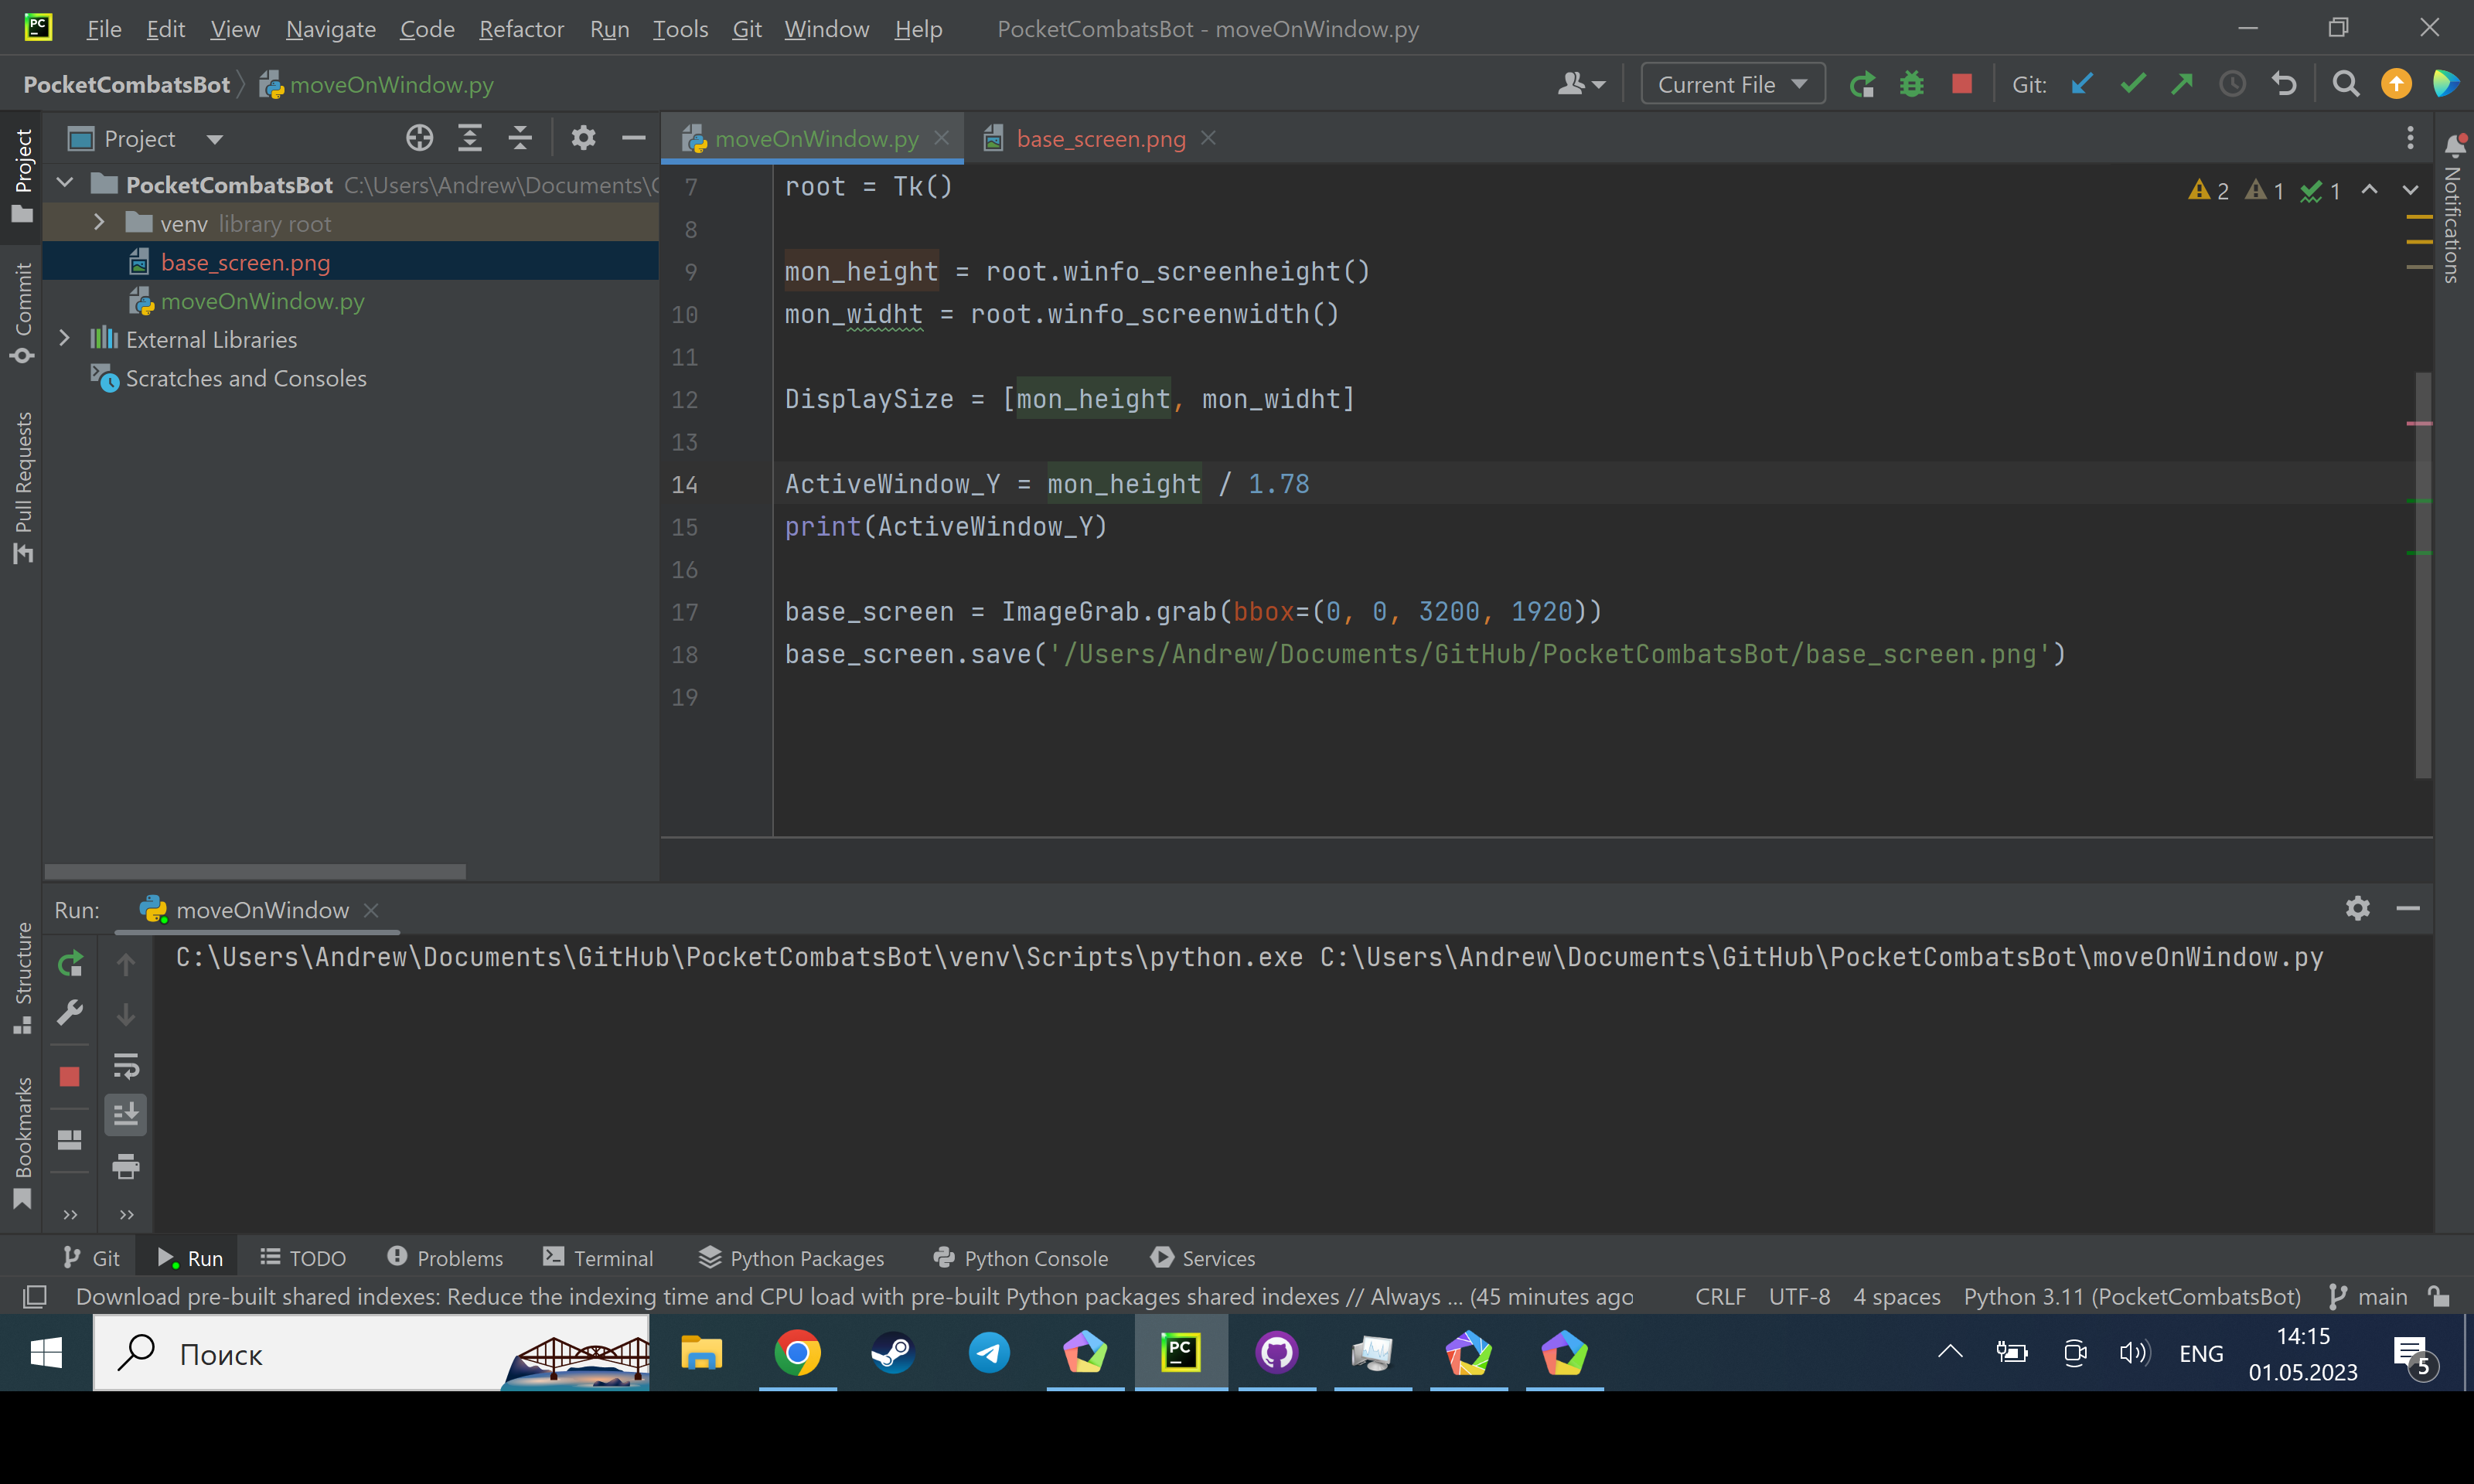 PC File Edit View Navigate Code Refactor Run Tools Git Window Help PocketCombatsBot - moveOnWindow.py
PocketCombatsBot moveOnWindow.py Current File Git:
Project
moveOnWindow.py base_screen.png
PocketCombatsBot C:\Users\Andrew\Documents\
venv library root
base_screen.png
moveOnWindow.py
External Libraries
Scratches and Consoles
Project
Commit
Pull Requests
Structure
Bookmarks
Notifications
2 1 1
7 root = Tk()
8
9 mon_height = root.winfo_screenheight()
10 mon_widht = root.winfo_screenwidth()
11
12 DisplaySize = [mon_height, mon_widht]
13
14 ActiveWindow_Y = mon_height / 1.78
15 print(ActiveWindow_Y)
16
17 base_screen = ImageGrab.grab(bbox=(0, 0, 3200, 1920))
18 base_screen.save('/Users/Andrew/Documents/GitHub/PocketCombatsBot/base_screen.png')
19
Run: moveOnWindow
C:\Users\Andrew\Documents\GitHub\PocketCombatsBot\venv\Scripts\python.exe C:\Users\Andrew\Documents\GitHub\PocketCombatsBot\moveOnWindow.py
Git Run TODO Problems Terminal Python Packages Python Console Services
Download pre-built shared indexes: Reduce the indexing time and CPU load with pre-built Python packages shared indexes // Always ... (45 minutes ago CRLF UTF-8 4 spaces Python 3.11 (PocketCombatsBot) main
Поиск PC ENG
14:15
01.05.2023
5